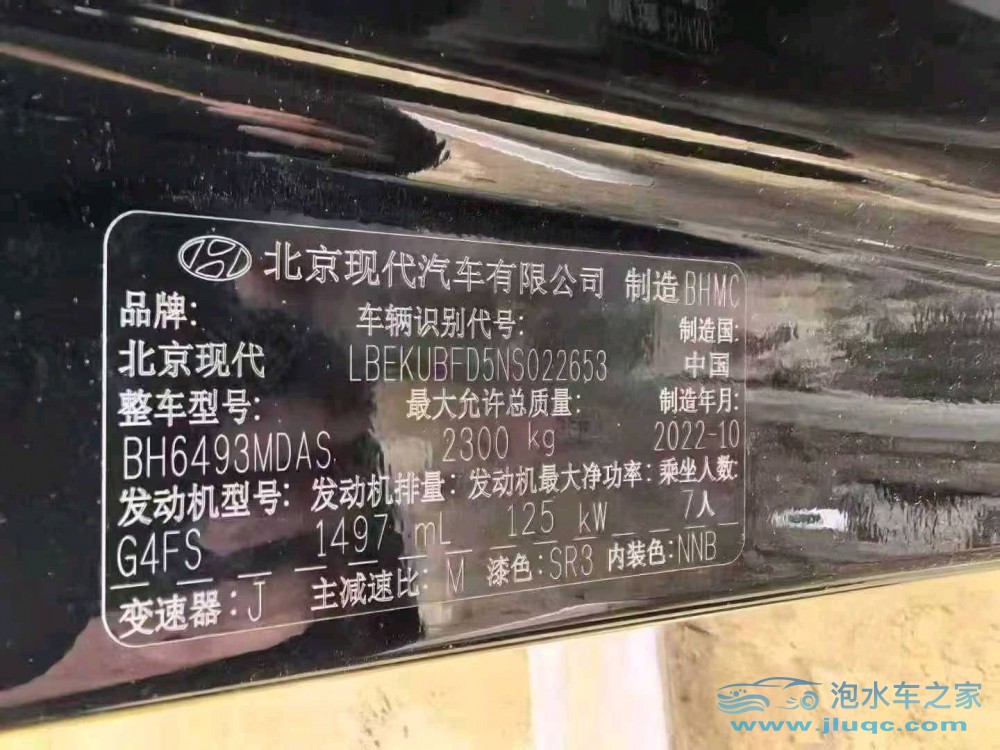 北京现代汽车有限公司 制造 BHMC
品牌: 车辆识别代号: 制造国:
北京现代 LBEKUBFD5NS022653 中国
整车型号: 最大允许总质量: 制造年月:
BH6493MDAS 2300 kg 2022-10
发动机型号: 发动机排量: 发动机最大净功率: 乘坐人数:
G4FS 1497 mL 125 kW 7人
变速器: J 主减速比: M 漆色: SR3 内装色: NNB
泡水车之家
www.jluqc.com